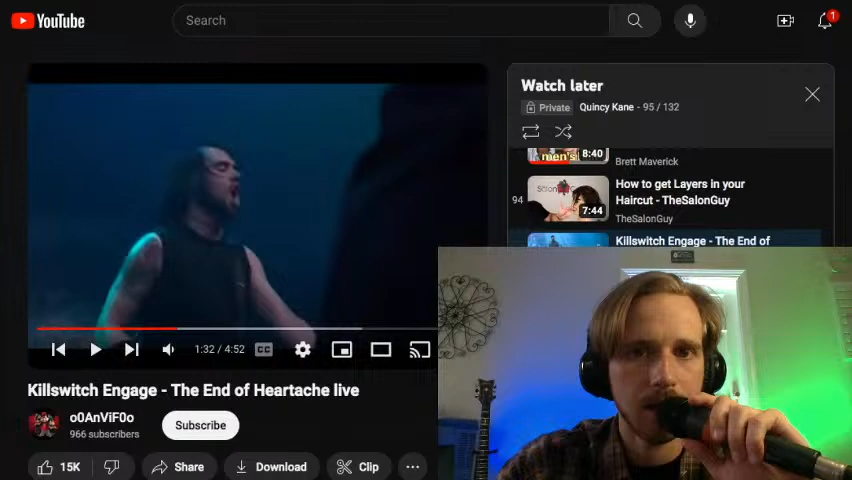 YouTube
Search
1
Watch later
Private Quincy Kane - 95 / 132
men's
8:40
Brett Maverick
94
7:44
How to get Layers in your
Haircut - TheSalonGuy
TheSalonGuy
Killswitch Engage - The End of
1:32 / 4:52
CC
Killswitch Engage - The End of Heartache live
o0AnViF0o
966 subscribers
Subscribe
15K
Share
Download
Clip